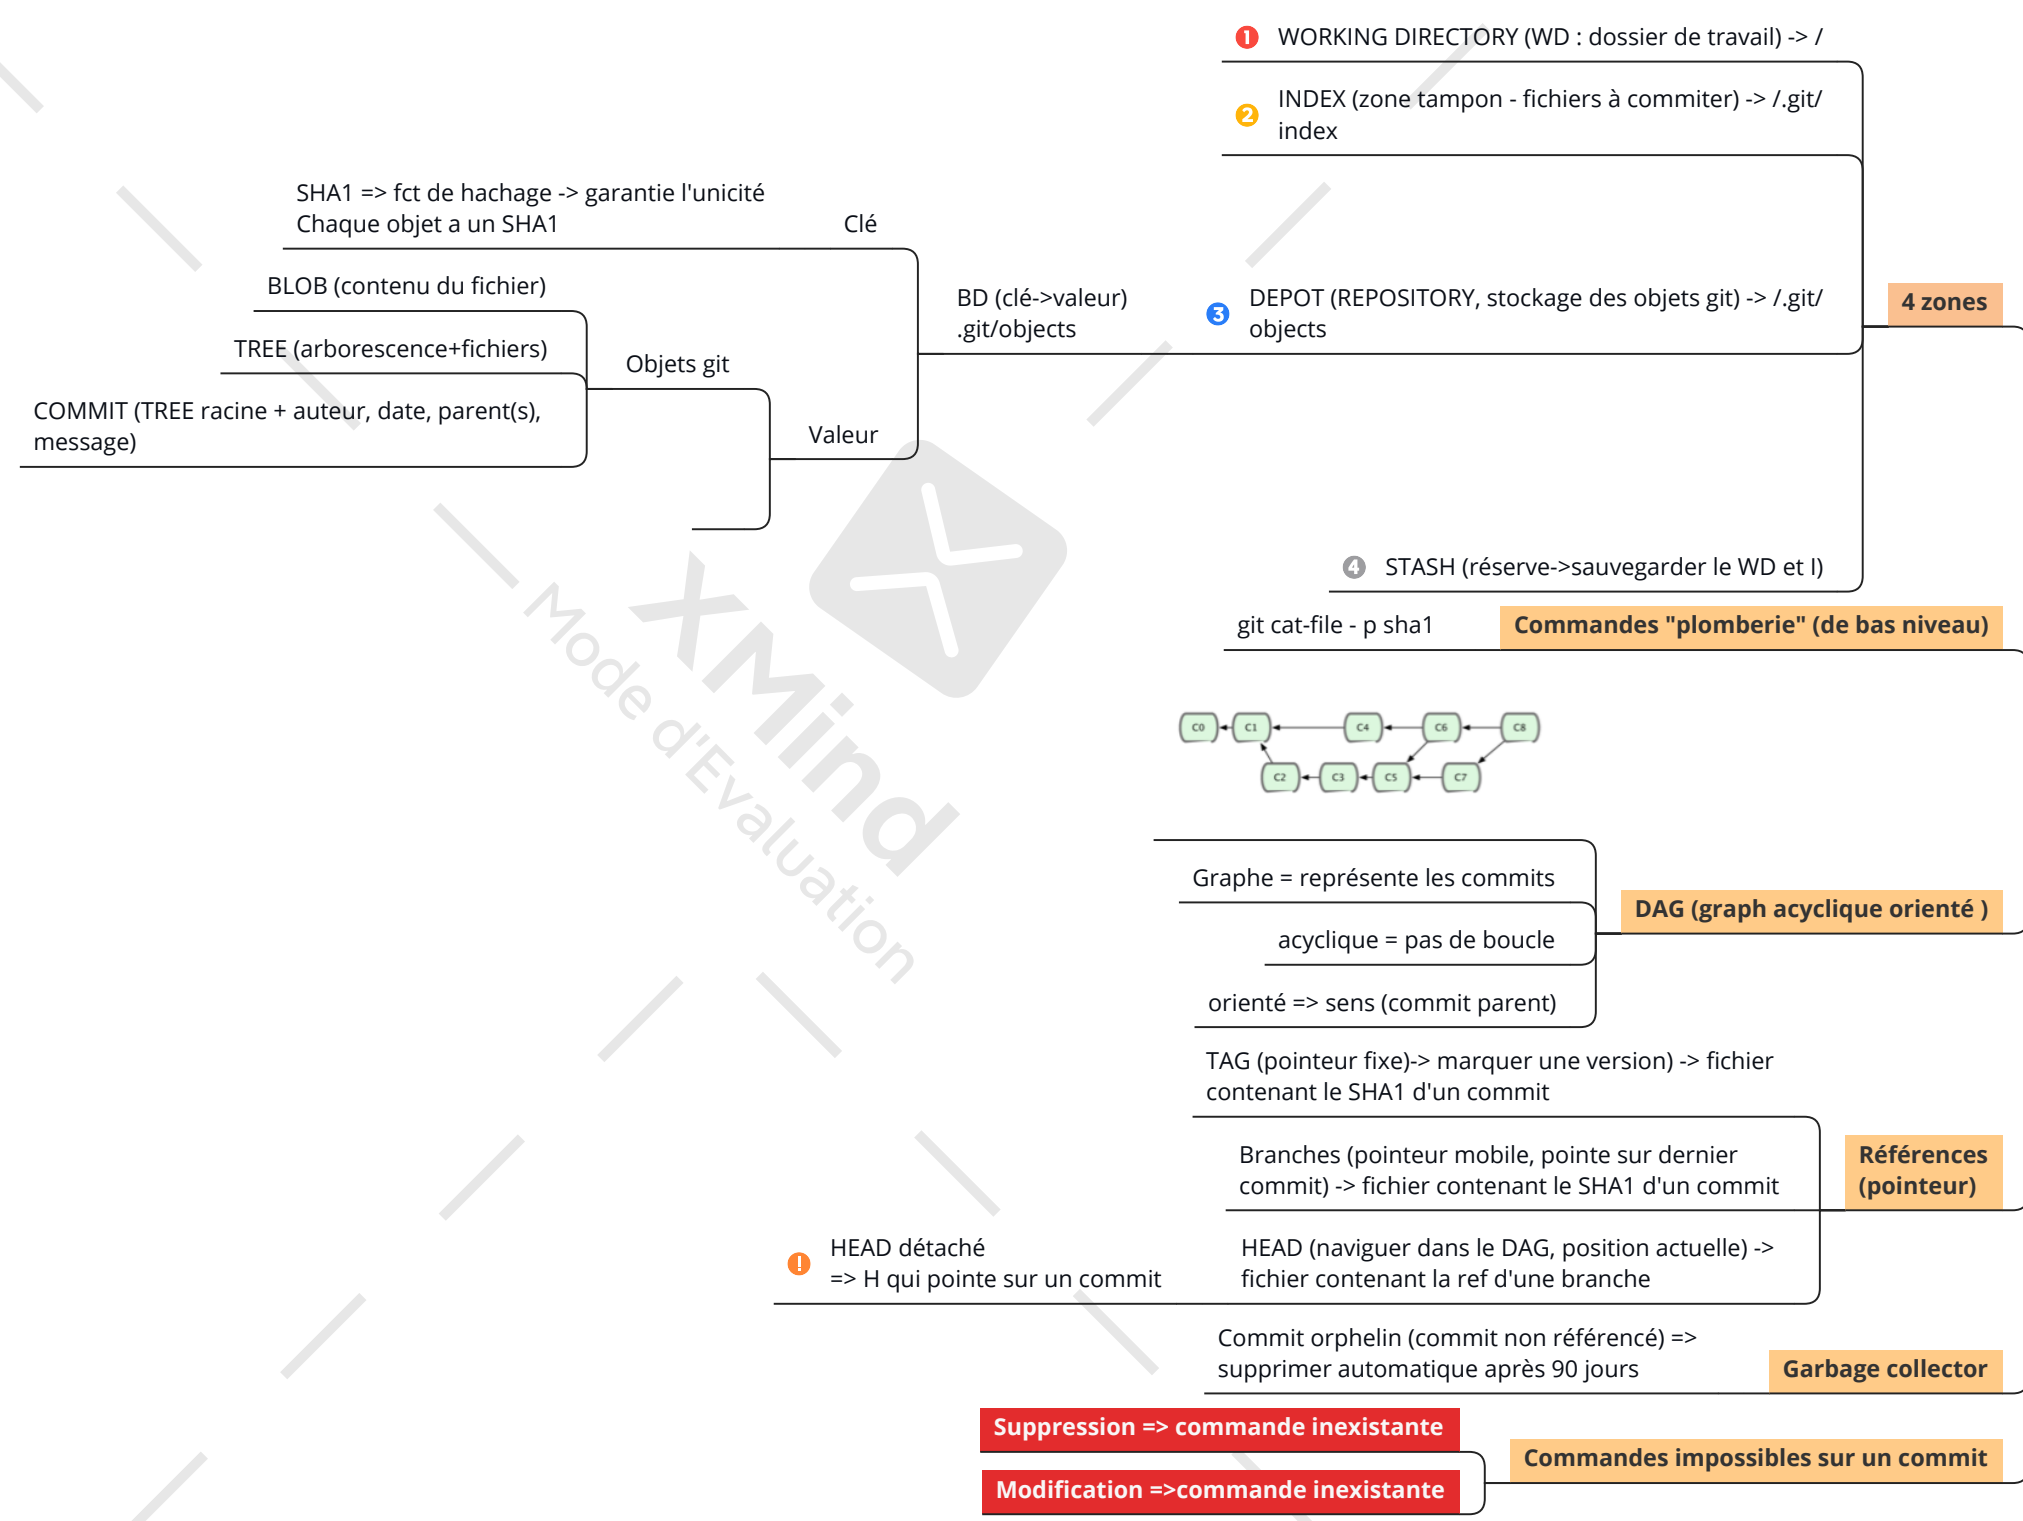 WORKING DIRECTORY (WD : dossier de travail) -> /
INDEX (zone tampon - fichiers à commiter) -> /.git/
index
SHA1 => fct de hachage -> garantie l'unicité
Chaque objet a un SHA1
Clé
BLOB (contenu du fichier)
TREE (arborescence+fichiers)
COMMIT (TREE racine + auteur, date, parent(s),
message)
Objets git
Valeur
BD (clé->valeur)
.git/objects
DEPOT (REPOSITORY, stockage des objets git) -> /.git/
objects
4 zones
STASH (réserve->sauvegarder le WD et I)
git cat-file - p sha1
Commandes "plomberie" (de bas niveau)
C0 C1 C4 C6 C8
C2 C3 C5 C7
Graphe = représente les commits
acyclique = pas de boucle
orienté => sens (commit parent)
DAG (graph acyclique orienté )
TAG (pointeur fixe)-> marquer une version) -> fichier
contenant le SHA1 d'un commit
Branches (pointeur mobile, pointe sur dernier
commit) -> fichier contenant le SHA1 d'un commit
HEAD détaché
=> H qui pointe sur un commit
HEAD (naviguer dans le DAG, position actuelle) ->
fichier contenant la ref d'une branche
Références
(pointeur)
Commit orphelin (commit non référencé) =>
supprimer automatique après 90 jours
Garbage collector
Suppression => commande inexistante
Modification =>commande inexistante
Commandes impossibles sur un commit
XMind
Mode d'Evaluation
1
2
3
4
!